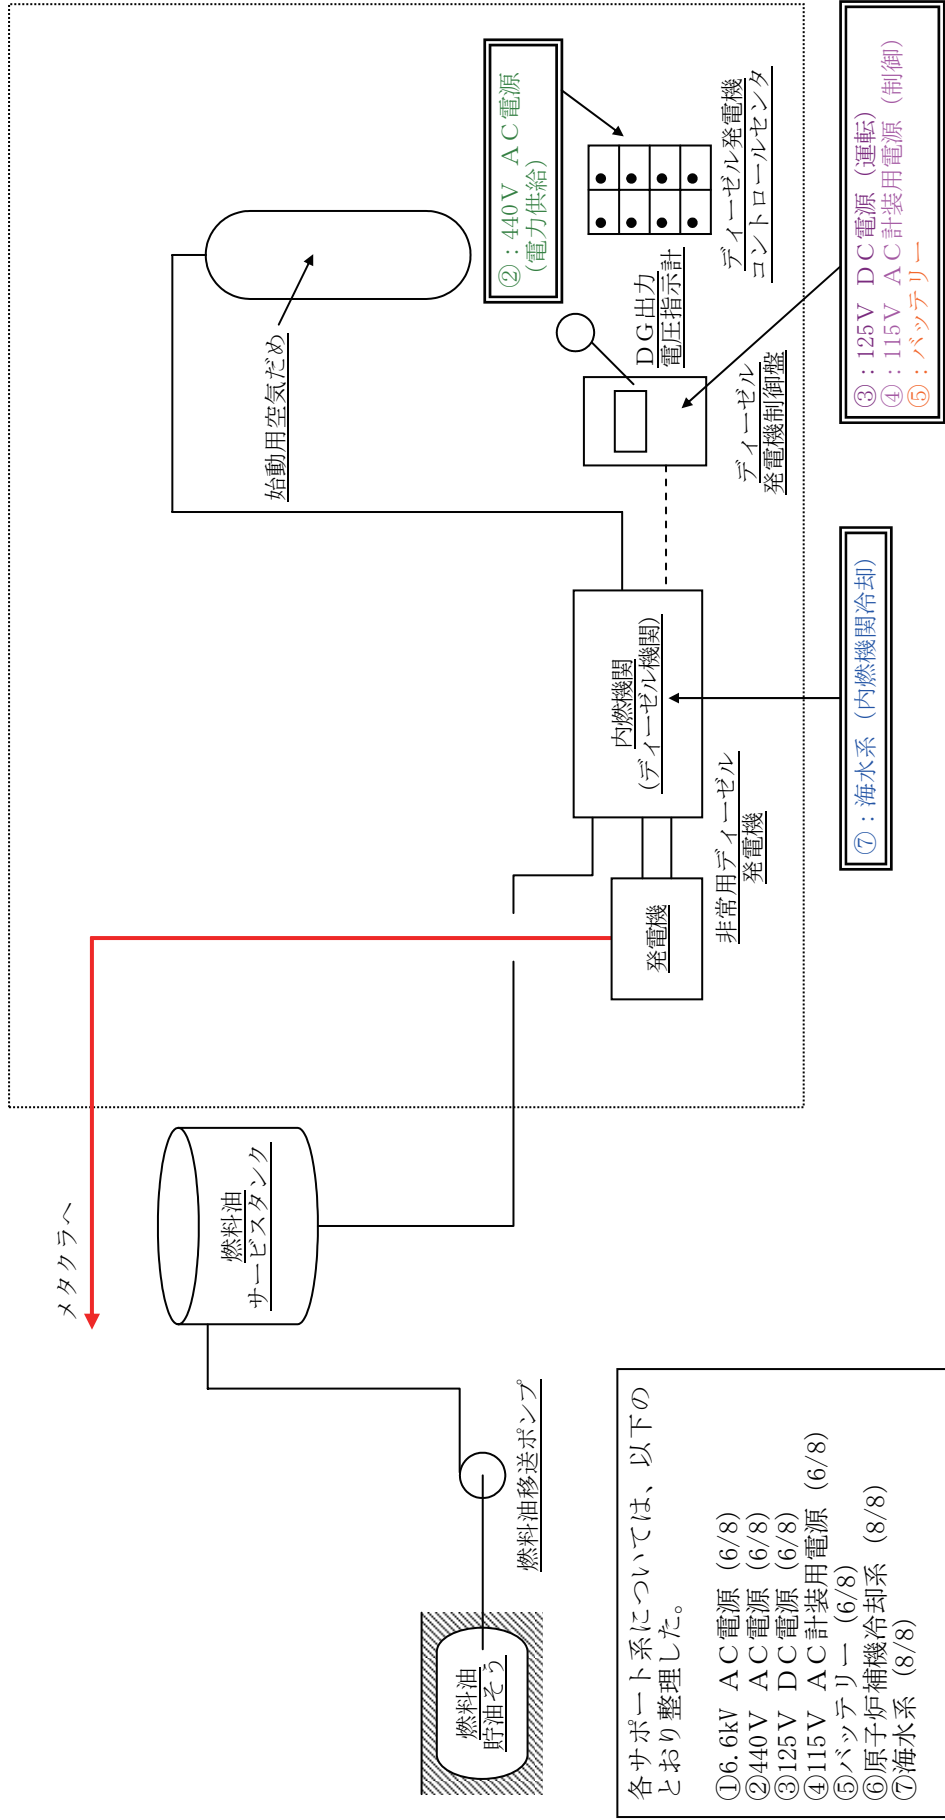 メタクラへ
燃料油
サービスタンク
燃料油移送ポンプ
燃料油
貯油そう
始動用空気だめ
②：440V ＡＣ電源
(電力供給)
ディーゼル発電機
コントロールセンタ
ＤＧ出力
電圧指示計
ディーゼル
発電機制御盤
内燃機関
(ディーゼル機関)
発電機
非常用ディーゼル
発電機
③：125V ＤＣ電源（運転）
④：115V ＡＣ計装用電源（制御）
⑤：バッテリー
⑦：海水系（内燃機関冷却）
各サポート系については、以下の
とおり整理した。
①6.6kV ＡＣ電源（6/8）
②440V ＡＣ電源（6/8）
③125V ＤＣ電源（6/8）
④115V ＡＣ計装用電源（6/8）
⑤バッテリー（6/8）
⑥原子炉補機冷却系（8/8）
⑦海水系（8/8）